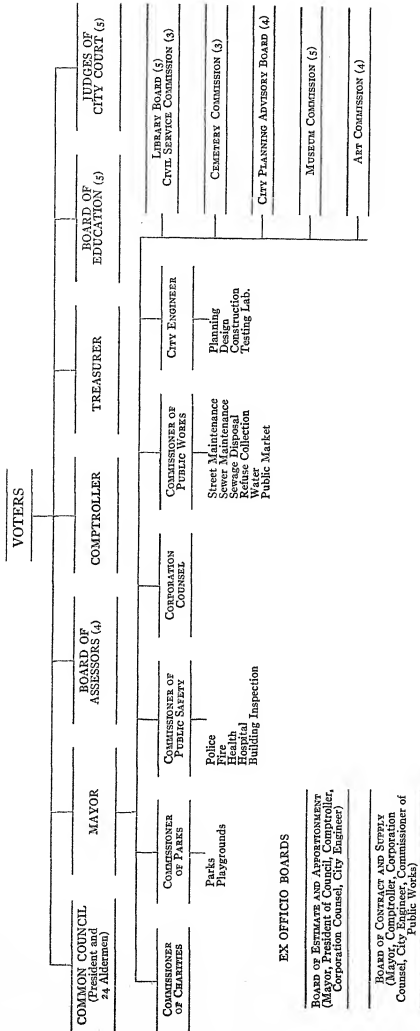 VOTERS
COMMON COUNCIL
(President and
24 Aldermen)
MAYOR
BOARD OF
ASSESSORS (4)
COMPTROLLER
TREASURER
BOARD OF
EDUCATION (5)
JUDGES OF
CITY COURT (5)
COMMISSIONER
OF CHARITIES
COMMISSIONER
OF PARKS
Parks
Playgrounds
COMMISSIONER OF
PUBLIC SAFETY
Police
Fire
Health
Hospital
Building Inspection
CORPORATION
COUNSEL
COMMISSIONER OF
PUBLIC WORKS
Street Maintenance
Sewer Maintenance
Sewage Disposal
Refuse Collection
Water
Public Market
CITY ENGINEER
Planning
Design
Construction
Testing Lab.
LIBRARY BOARD (5)
CIVIL SERVICE COMMISSION (3)
CEMETERY COMMISSION (3)
CITY PLANNING ADVISORY BOARD (4)
MUSEUM COMMISSION (5)
ART COMMISSION (4)
EX OFFICIO BOARDS
BOARD OF ESTIMATE AND APPORTIONMENT
(Mayor, President of Council, Comptroller,
Corporation Counsel, City Engineer)
BOARD OF CONTRACT AND SUPPLY
(Mayor, Comptroller, Corporation
Counsel, City Engineer, Commissioner of
Public Works)